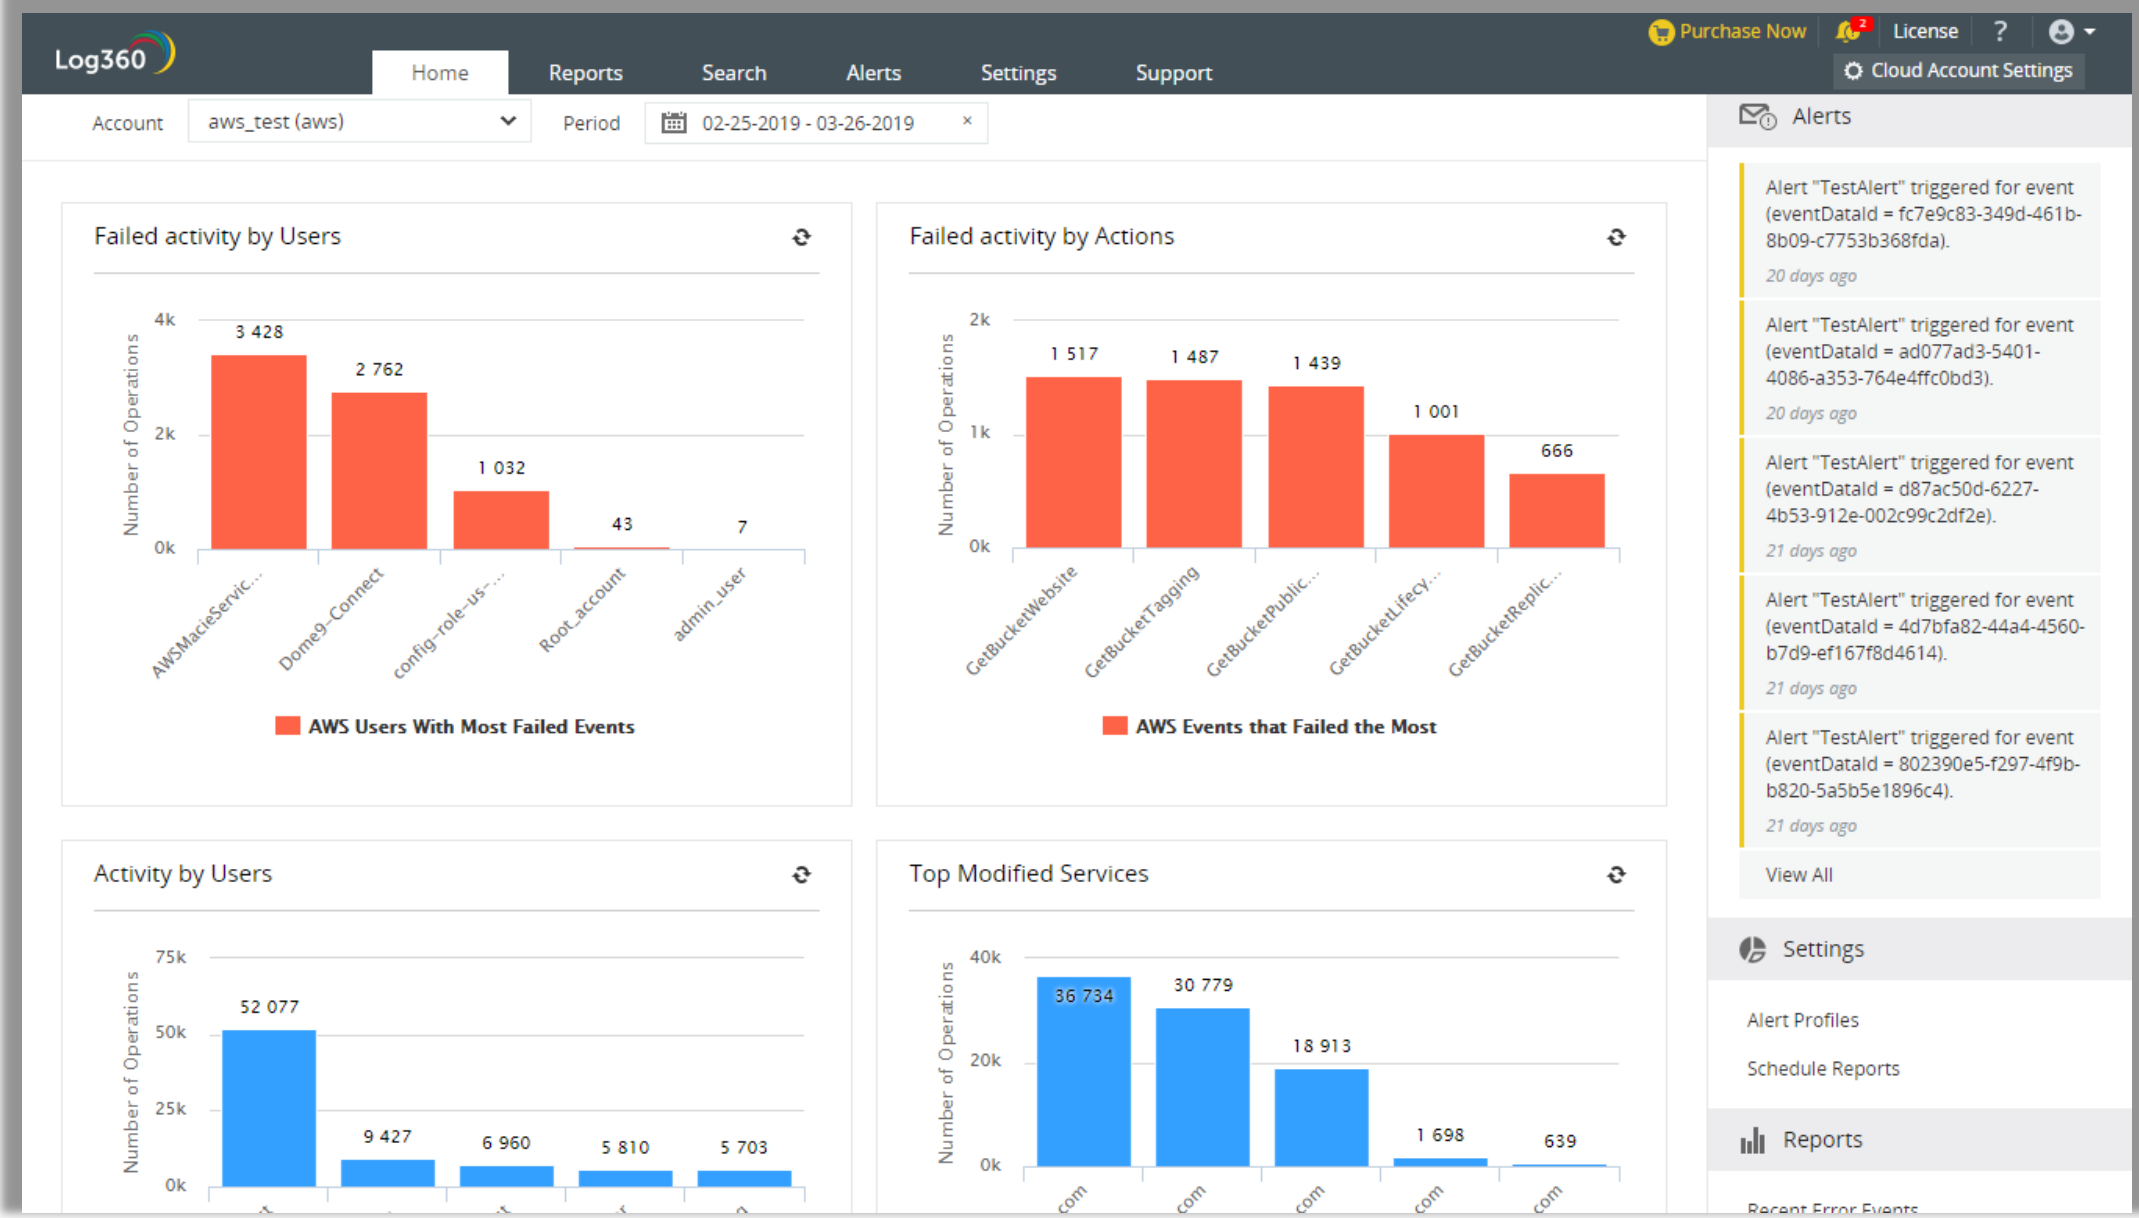 Log360
Home
Reports
Search
Alerts
Settings
Support
Purchase Now
2
License
?
Cloud Account Settings
Account
aws_test (aws)
Period
02-25-2019 - 03-26-2019
×
Failed activity by Users
Number of Operations
4k
2k
0k
3 428
2 762
1 032
43
7
AWSMacieServic...
Dome9-Connect
config-role-us-...
Root_account
admin_user
AWS Users With Most Failed Events
Failed activity by Actions
Number of Operations
2k
1k
0k
1 517
1 487
1 439
1 001
666
GetBucketWebsite
GetBucketTagging
GetBucketPublic...
GetBucketLifecy...
GetBucketReplic...
AWS Events that Failed the Most
Activity by Users
Number of Operations
75k
50k
25k
0k
52 077
9 427
6 960
5 810
5 703
Top Modified Services
Number of Operations
40k
20k
0k
36 734
30 779
18 913
1 698
639
com
com
com
com
com
Alerts
Alert "TestAlert" triggered for event
(eventDataId = fc7e9c83-349d-461b-
8b09-c7753b368fda).
20 days ago
Alert "TestAlert" triggered for event
(eventDataId = ad077ad3-5401-
4086-a353-764e4ffc0bd3).
20 days ago
Alert "TestAlert" triggered for event
(eventDataId = d87ac50d-6227-
4b53-912e-002c99c2df2e).
21 days ago
Alert "TestAlert" triggered for event
(eventDataId = 4d7bfa82-44a4-4560-
b7d9-ef167f8d4614).
21 days ago
Alert "TestAlert" triggered for event
(eventDataId = 802390e5-f297-4f9b-
b820-5a5b5e1896c4).
21 days ago
View All
Settings
Alert Profiles
Schedule Reports
Reports
Recent Error Events